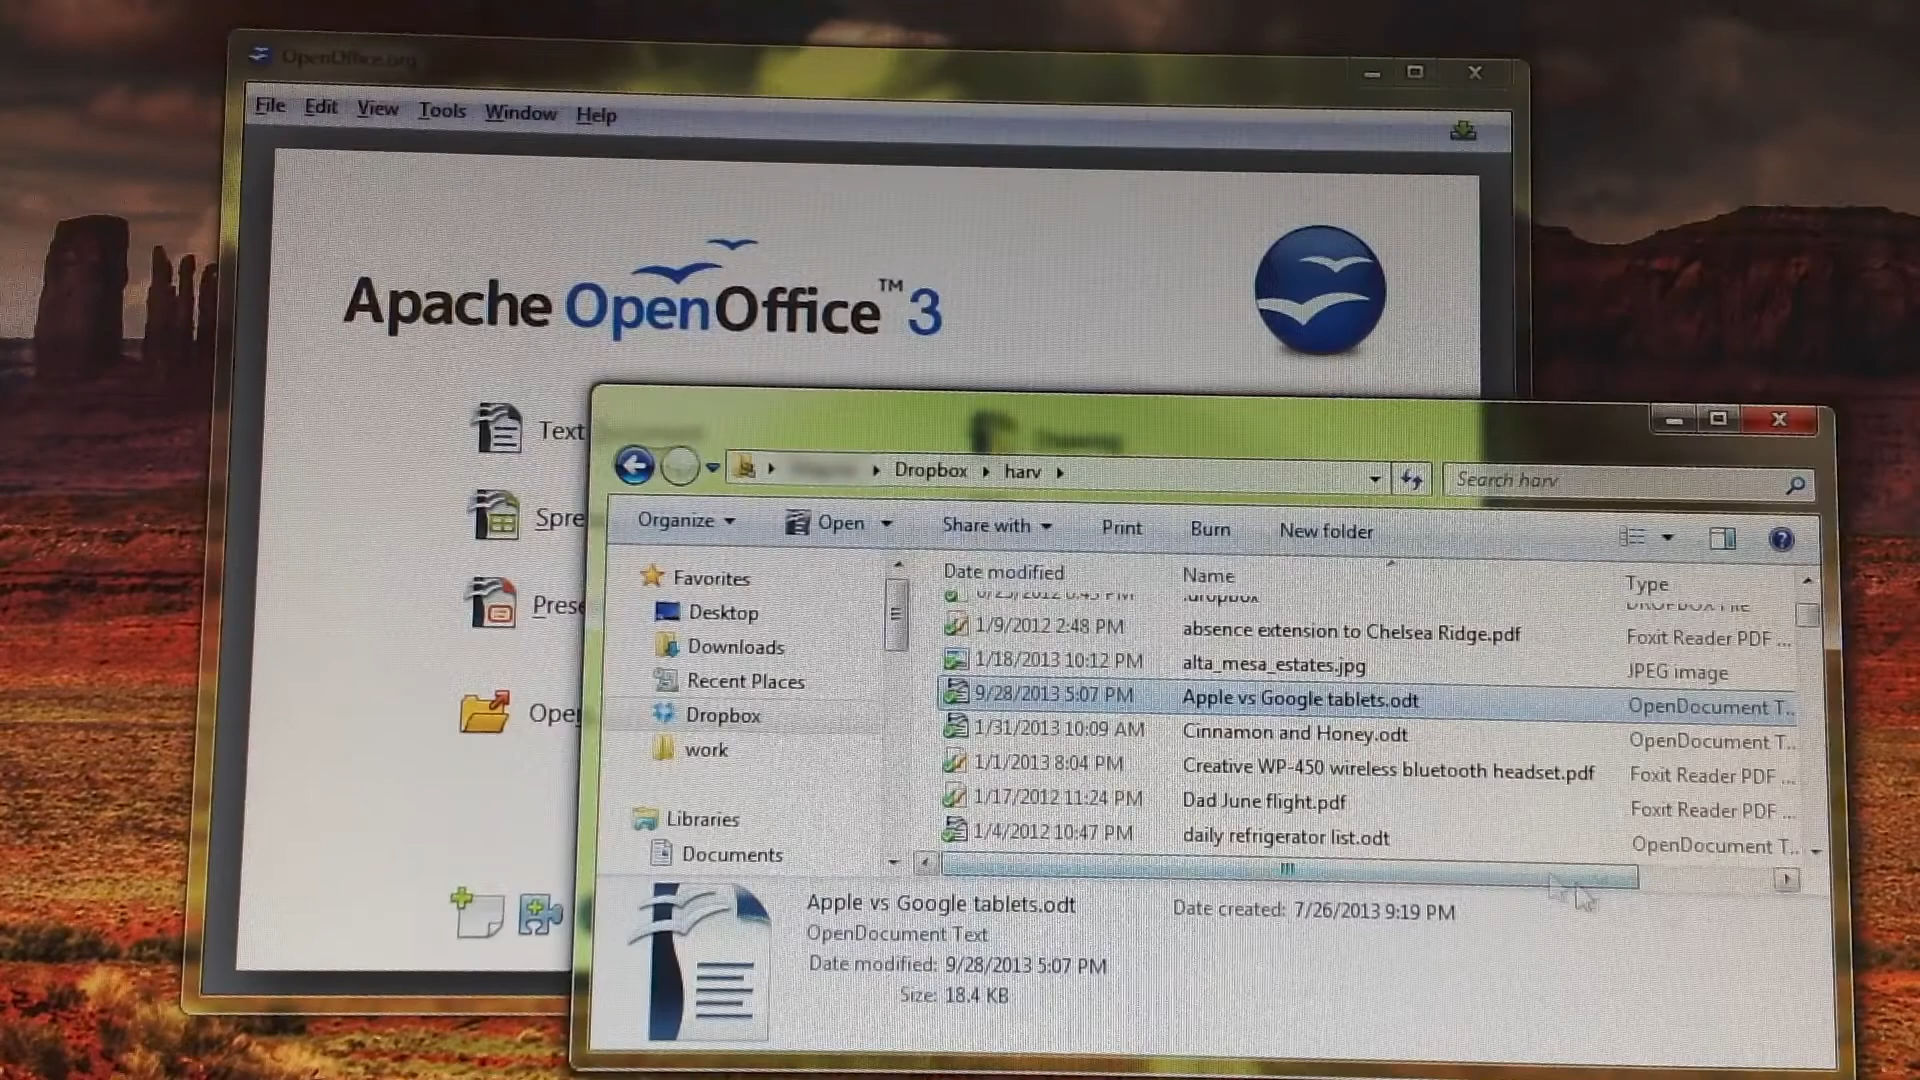 OpenOffice.org
File Edit View Tools Window Help
Apache OpenOffice™ 3
Text
Spre
Prese
Ope
Dropbox harv
Search harv
Organize Open Share with Print Burn New folder
Favorites
Desktop
Downloads
Recent Places
Dropbox
work
Libraries
Documents
Date modified Name Type
1/9/2012 2:48 PM absence extension to Chelsea Ridge.pdf Foxit Reader PDF ...
1/18/2013 10:12 PM alta_mesa_estates.jpg JPEG image
9/28/2013 5:07 PM Apple vs Google tablets.odt OpenDocument T...
1/31/2013 10:09 AM Cinnamon and Honey.odt OpenDocument T...
1/1/2013 8:04 PM Creative WP-450 wireless bluetooth headset.pdf Foxit Reader PDF ...
1/17/2012 11:24 PM Dad June flight.pdf Foxit Reader PDF ...
1/4/2012 10:47 PM daily refrigerator list.odt OpenDocument T...
Apple vs Google tablets.odt
OpenDocument Text
Date modified: 9/28/2013 5:07 PM
Size: 18.4 KB
Date created: 7/26/2013 9:19 PM